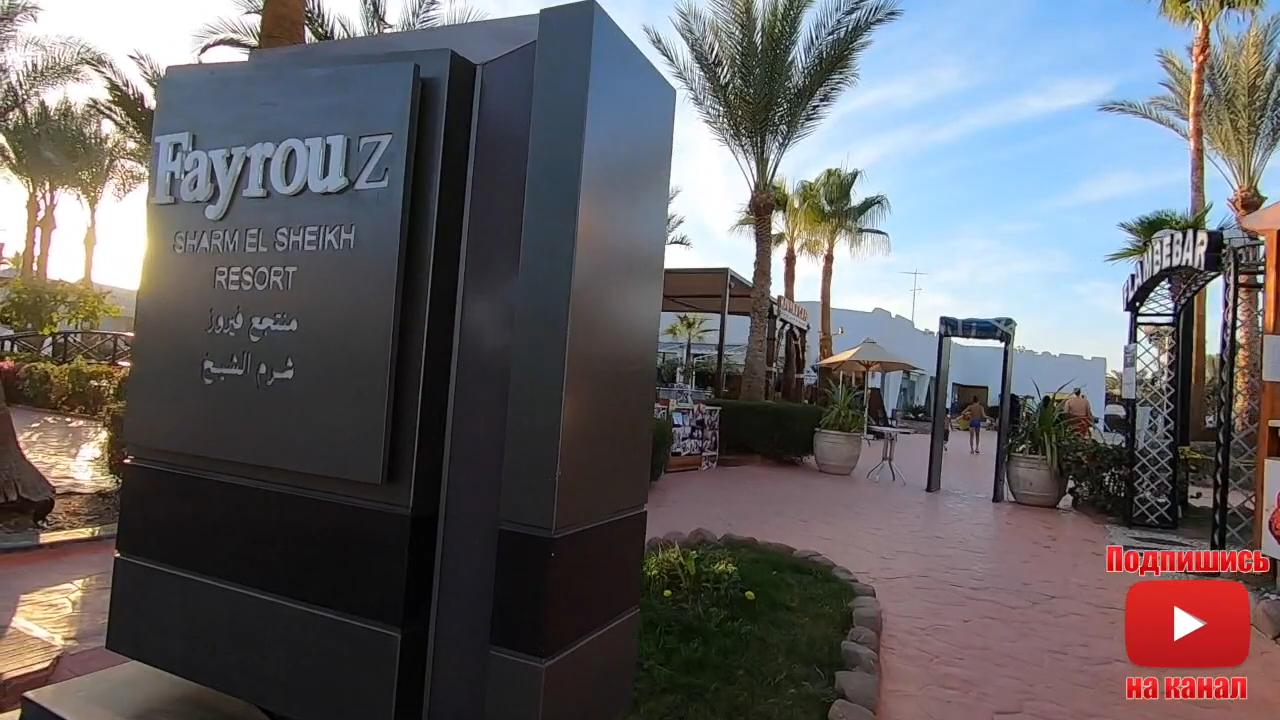 Fayrouz
SHARM EL SHEIKH
RESORT
منتجع فيروز
شرم الشيخ
Подпишись
на канал